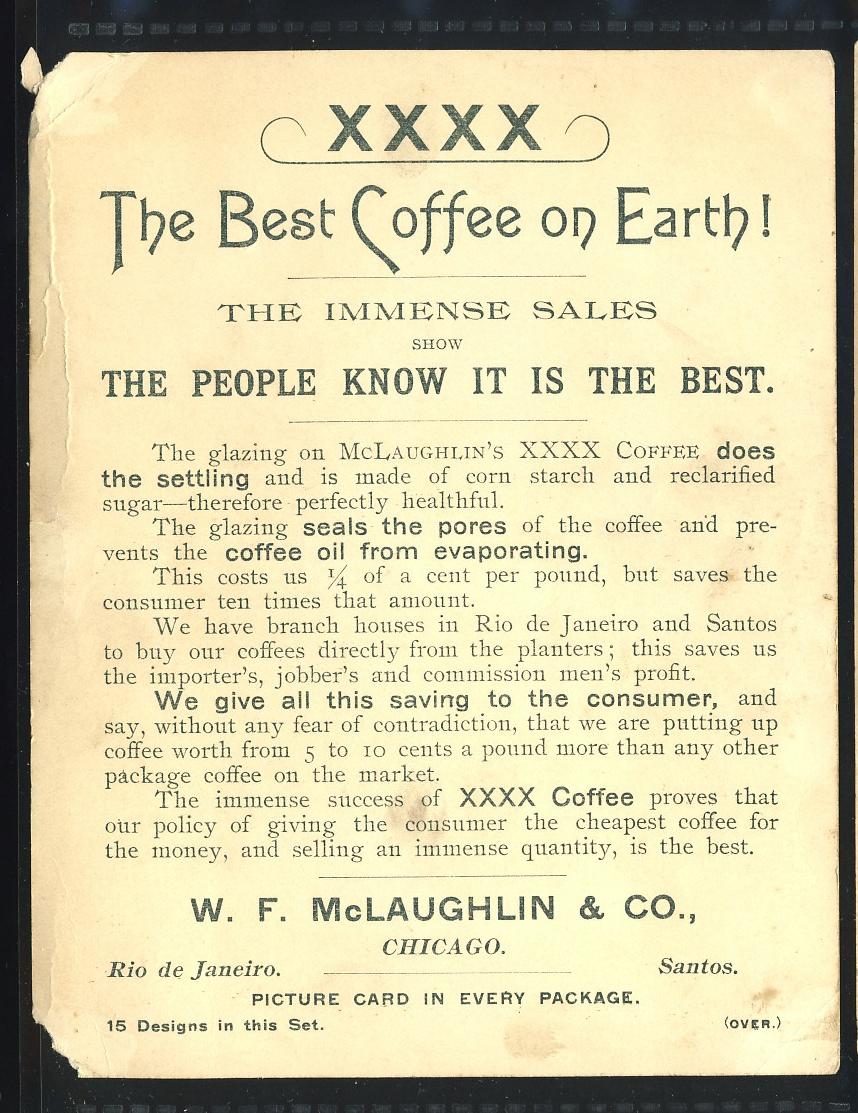 XXXX
The Best Coffee on Earth!
THE IMMENSE SALES
SHOW
THE PEOPLE KNOW IT IS THE BEST.
The glazing on McLAUGHLIN'S XXXX COFFEE does
the settling and is made of corn starch and reclarified
sugar—therefore perfectly healthful.
The glazing seals the pores of the coffee and pre-
vents the coffee oil from evaporating.
This costs us ¼ of a cent per pound, but saves the
consumer ten times that amount.
We have branch houses in Rio de Janeiro and Santos
to buy our coffees directly from the planters; this saves us
the importer's, jobber's and commission men's profit.
We give all this saving to the consumer, and
say, without any fear of contradiction, that we are putting up
coffee worth from 5 to 10 cents a pound more than any other
package coffee on the market.
The immense success of XXXX Coffee proves that
our policy of giving the consumer the cheapest coffee for
the money, and selling an immense quantity, is the best.
W. F. McLAUGHLIN & CO.,
CHICAGO.
Rio de Janeiro. Santos.
PICTURE CARD IN EVERY PACKAGE.
15 Designs in this Set. (OVER.)